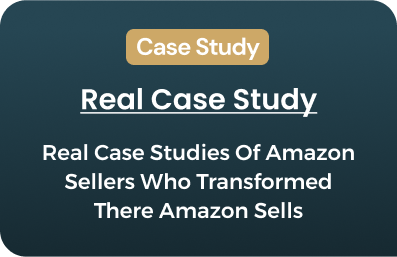 Case Study
Real Case Study
Real Case Studies Of Amazon
Sellers Who Transformed
There Amazon Sells